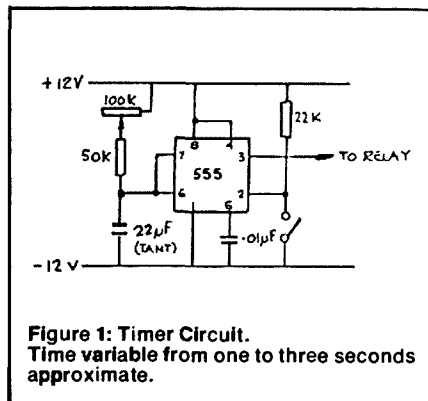 +12V
100K
50K
22K
8
4
7
3
TO RELAY
555
6
2
1
5
22µF
(TANT)
.01µF
-12V
Figure 1: Timer Circuit.
Time variable from one to three seconds
approximate.